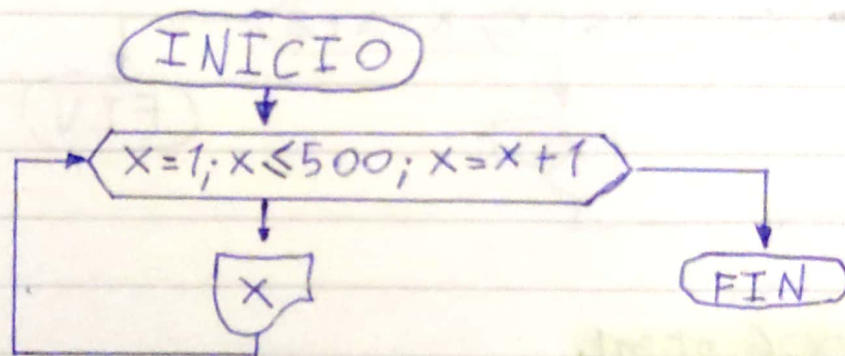 INICIO
x=1; x≤500; x=x+1
x
FIN